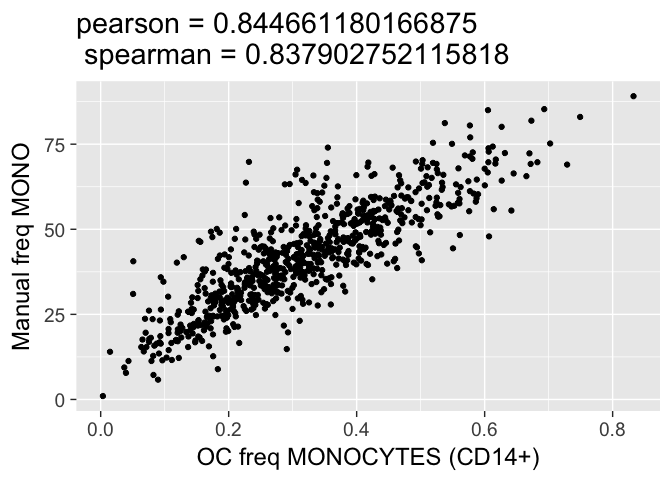 pearson = 0.844661180166875
spearman = 0.837902752115818
Manual freq MONO
75
50
25
0
0.0 0.2 0.4 0.6 0.8
OC freq MONOCYTES (CD14+)